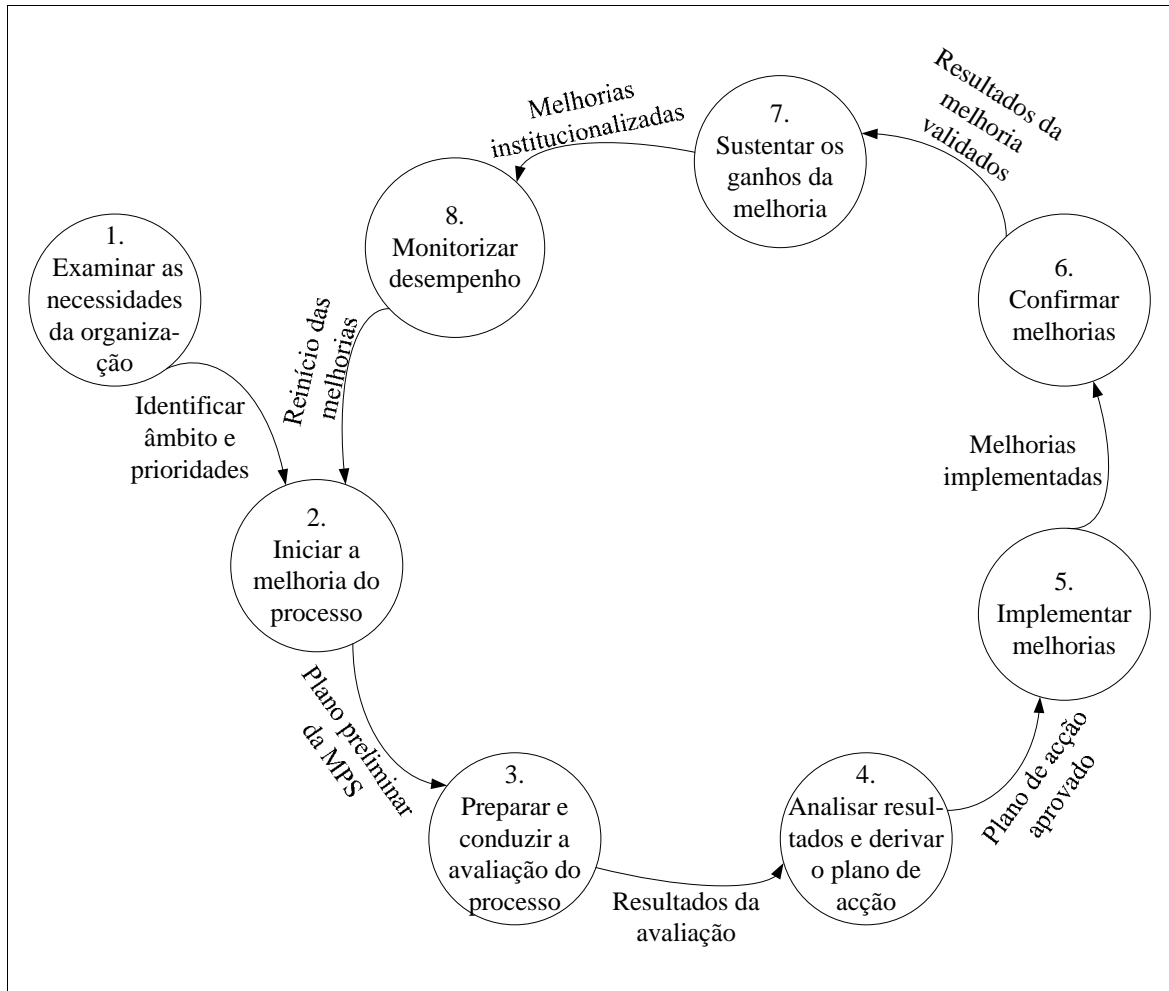 1.
Examinar as
necessidades
da organiza-
ção
Identificar
âmbito e
prioridades
2.
Iniciar a
melhoria do
processo
Plano preliminar
da MPS
3.
Preparar e
conduzir a
avaliação do
processo
Resultados da
avaliação
4.
Analisar resul-
tados e derivar
o plano de
acção
Plano de acção
aprovado
5.
Implementar
melhorias
Melhorias
implementadas
6.
Confirmar
melhorias
Resultados da
melhoria
validados
7.
Sustentar os
ganhos da
melhoria
Melhorias
institucionalizadas
8.
Monitorizar
desempenho
Reinício das
melhorias